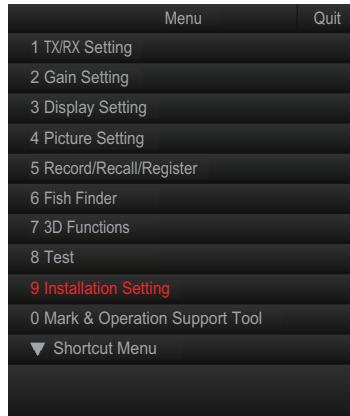 Menu Quit
1 TX/RX Setting
2 Gain Setting
3 Display Setting
4 Picture Setting
5 Record/Recall/Register
6 Fish Finder
7 3D Functions
8 Test
9 Installation Setting
0 Mark & Operation Support Tool
▼ Shortcut Menu